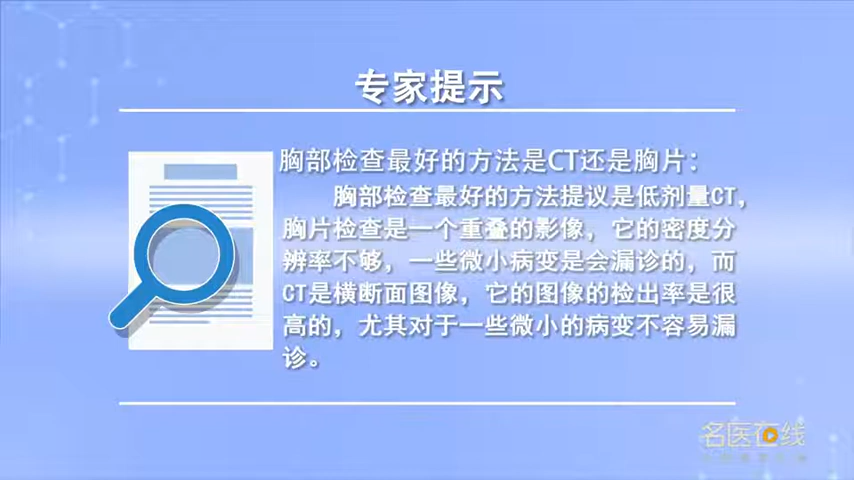 专家提示
胸部检查最好的方法是CT还是胸片：
胸部检查最好的方法提议是低剂量CT，
胸片检查是一个重叠的影像，它的密度分
辨率不够，一些微小病变是会漏诊的，而
CT是横断面图像，它的图像的检出率是很
高的，尤其对于一些微小的病变不容易漏
诊。
名医在线